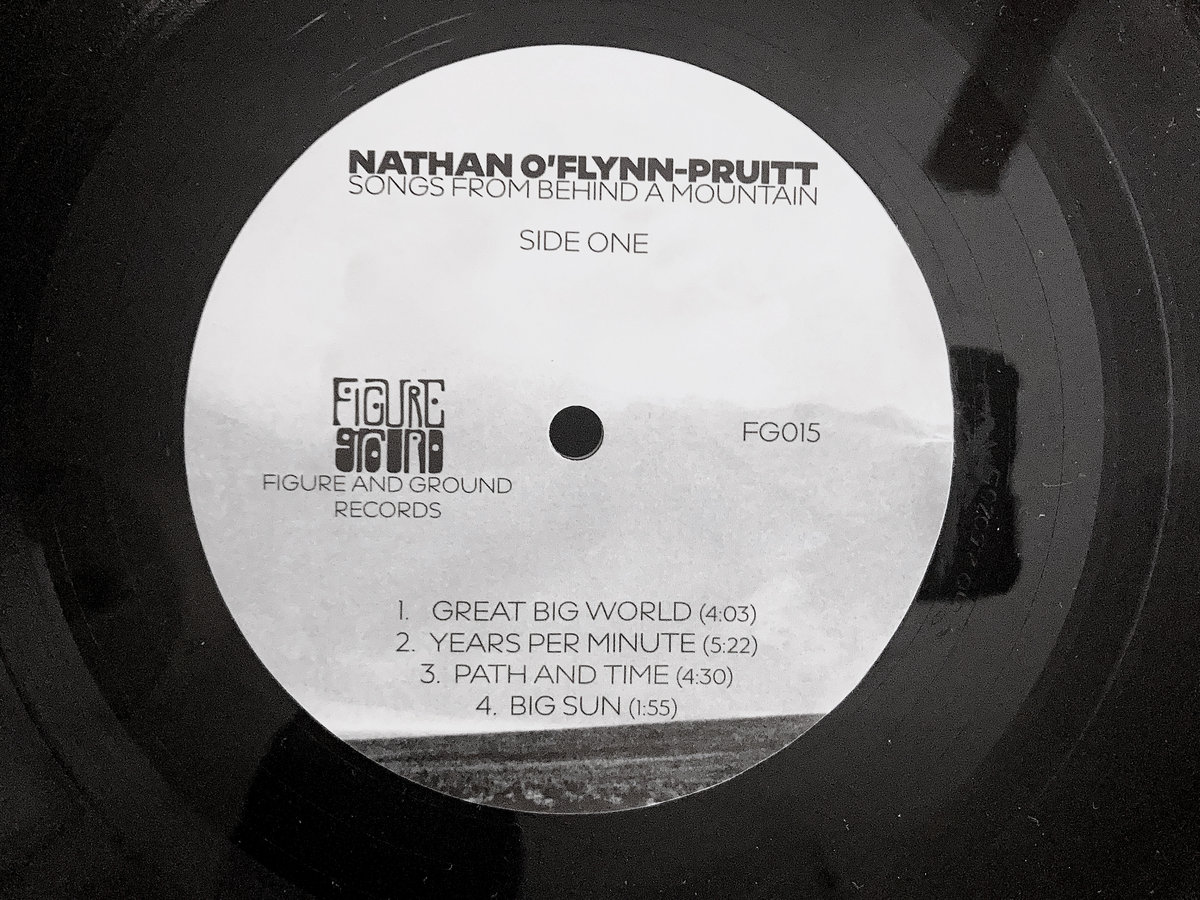 NATHAN O'FLYNN-PRUITT
SONGS FROM BEHIND A MOUNTAIN
SIDE ONE
FIGURE
GROUND
FIGURE AND GROUND
RECORDS
FG015
1. GREAT BIG WORLD (4:03)
2. YEARS PER MINUTE (5:22)
3. PATH AND TIME (4:30)
4. BIG SUN (1:55)